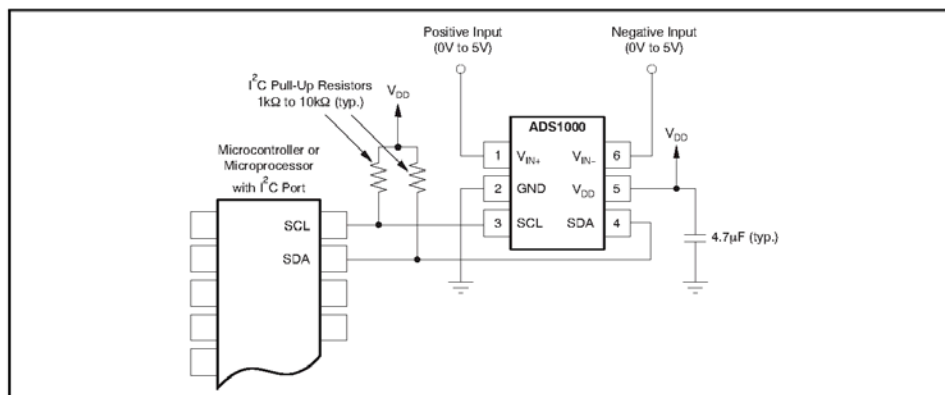 Positive Input
(0V to 5V)
Negative Input
(0V to 5V)
I²C Pull-Up Resistors
1kΩ to 10kΩ (typ.)
VDD
ADS1000
VDD
Microcontroller or
Microprocessor
with I²C Port
1 VIN+ VIN– 6
2 GND VDD 5
3 SCL SDA 4
SCL
SDA
4.7µF (typ.)